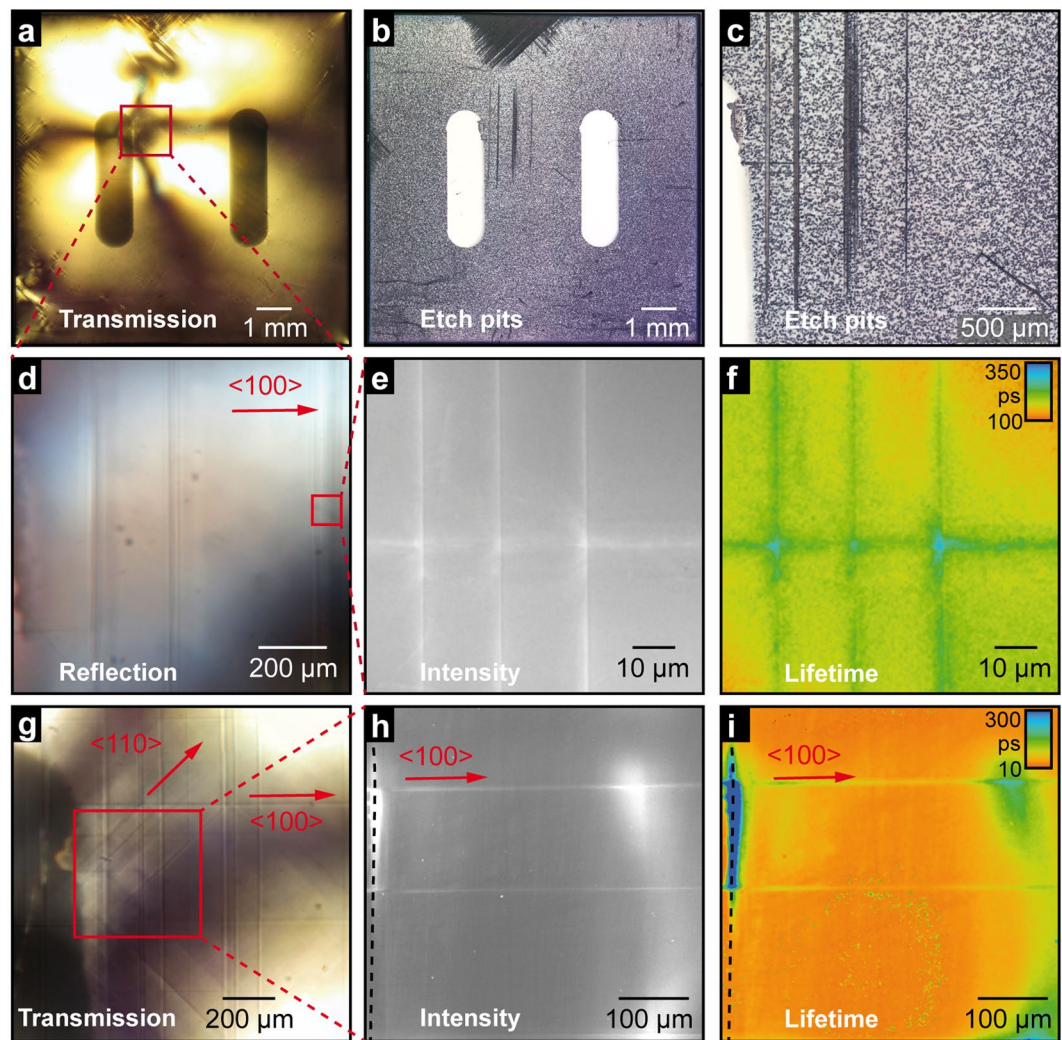 a
Transmission
1 mm
b
Etch pits
1 mm
c
Etch pits
500 μm
d
<100>
Reflection
200 μm
e
Intensity
10 μm
f
350
ps
100
Lifetime
10 μm
g
<110>
<100>
Transmission
200 μm
h
<100>
Intensity
100 μm
i
300
ps
10
<100>
Lifetime
100 μm